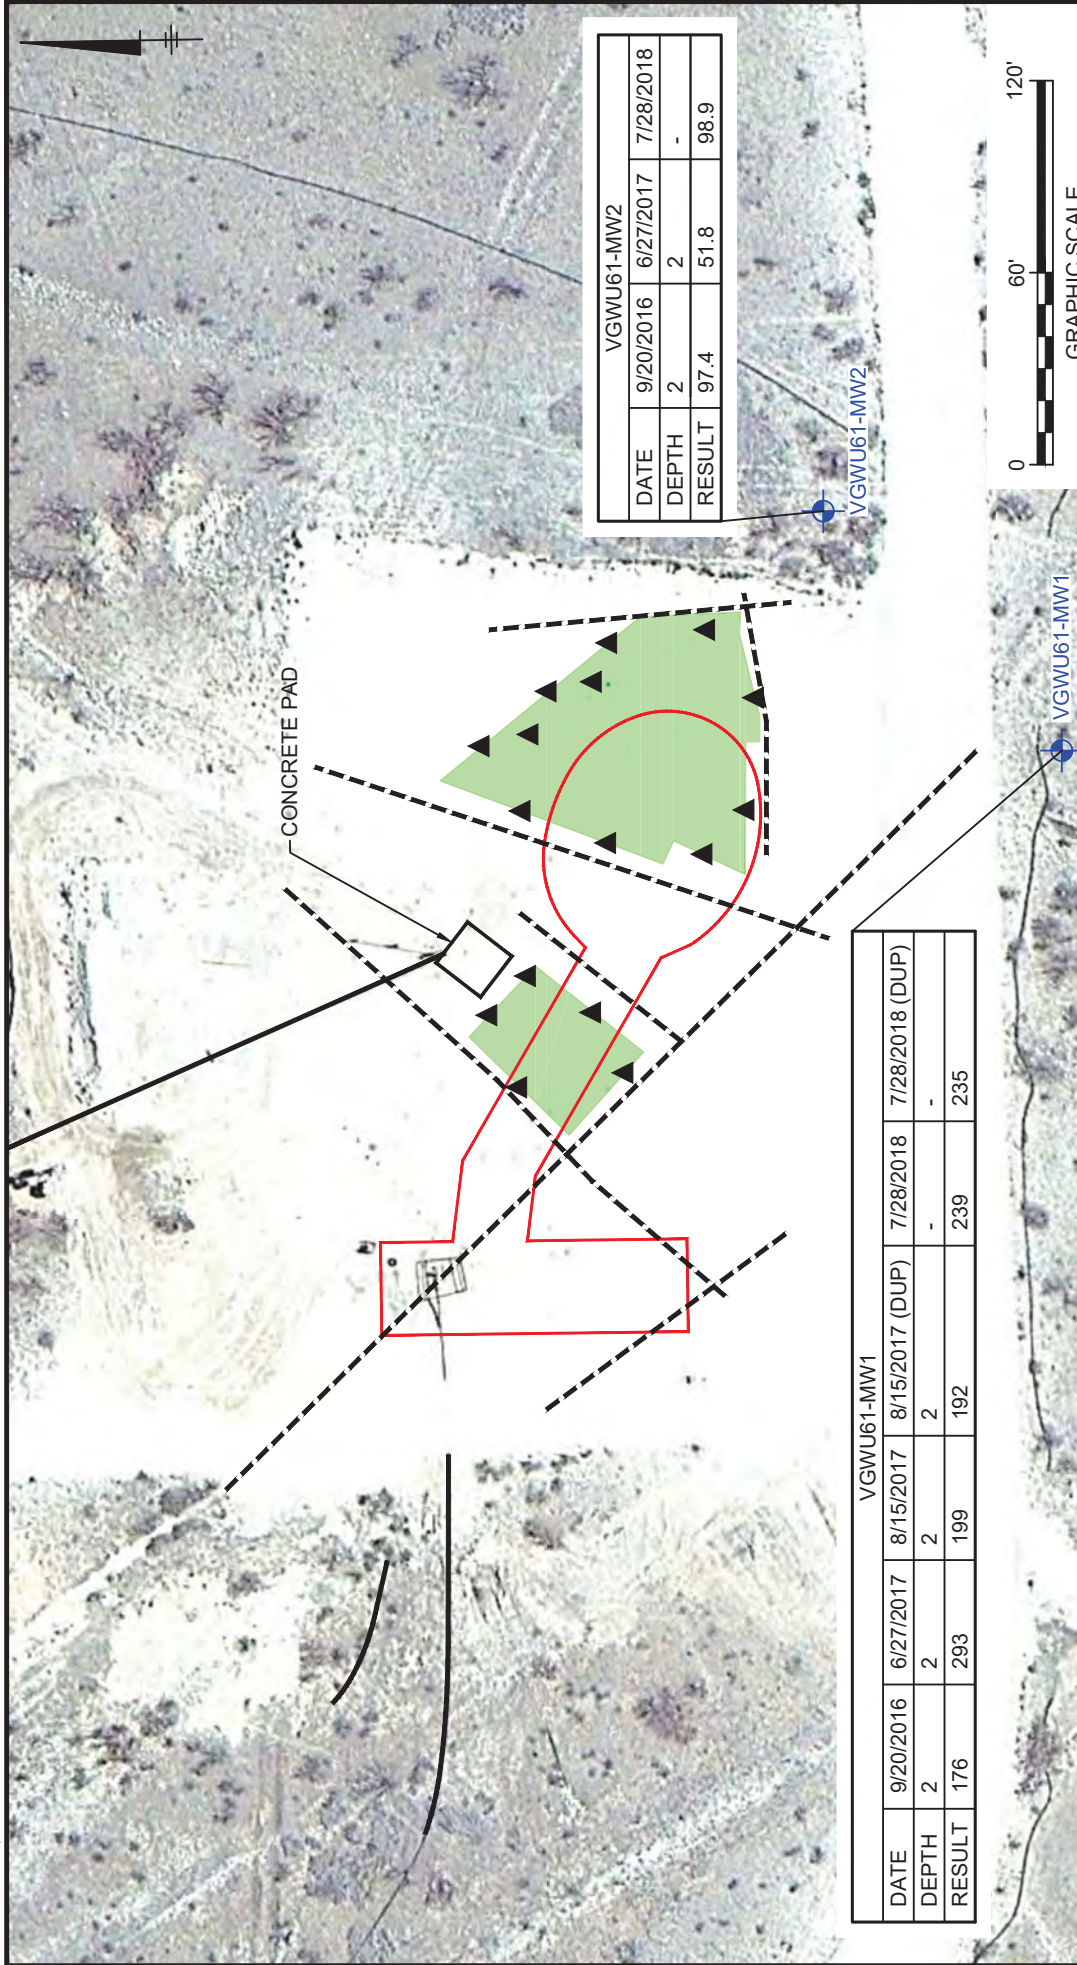 CONCRETE PAD
VGWU61-MW2
DATE 9/20/2016 6/27/2017 7/28/2018
DEPTH 2 2 -
RESULT 97.4 51.8 98.9
VGWU61-MW2
VGWU61-MW1
VGWU61-MW1
DATE 9/20/2016 6/27/2017 8/15/2017 8/15/2017 (DUP) 7/28/2018 7/28/2018 (DUP)
DEPTH 2 2 2 2 - -
RESULT 176 293 199 192 239 235
0 60' 120'
GRAPHIC SCALE